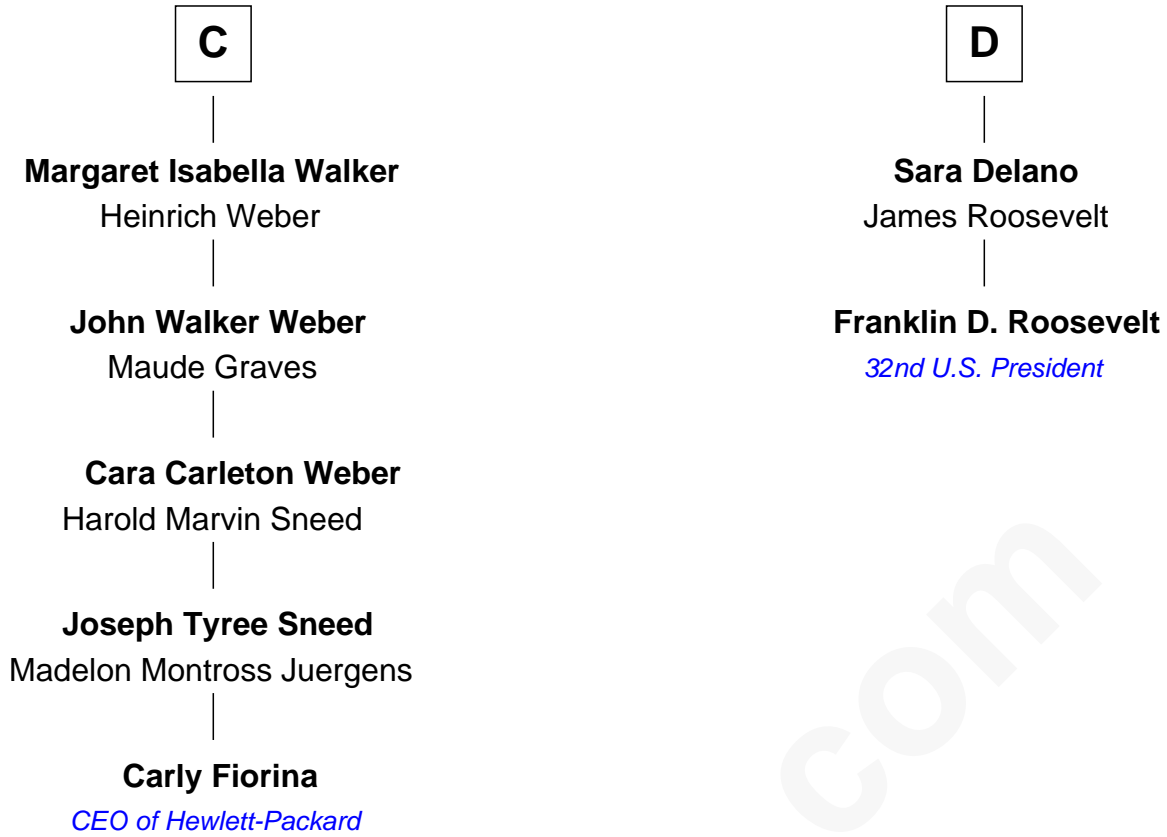 C
Margaret Isabella Walker
Heinrich Weber
John Walker Weber
Maude Graves
Cara Carleton Weber
Harold Marvin Sneed
Joseph Tyree Sneed
Madelon Montross Juergens
Carly Fiorina
CEO of Hewlett-Packard
D
Sara Delano
James Roosevelt
Franklin D. Roosevelt
32nd U.S. President
com